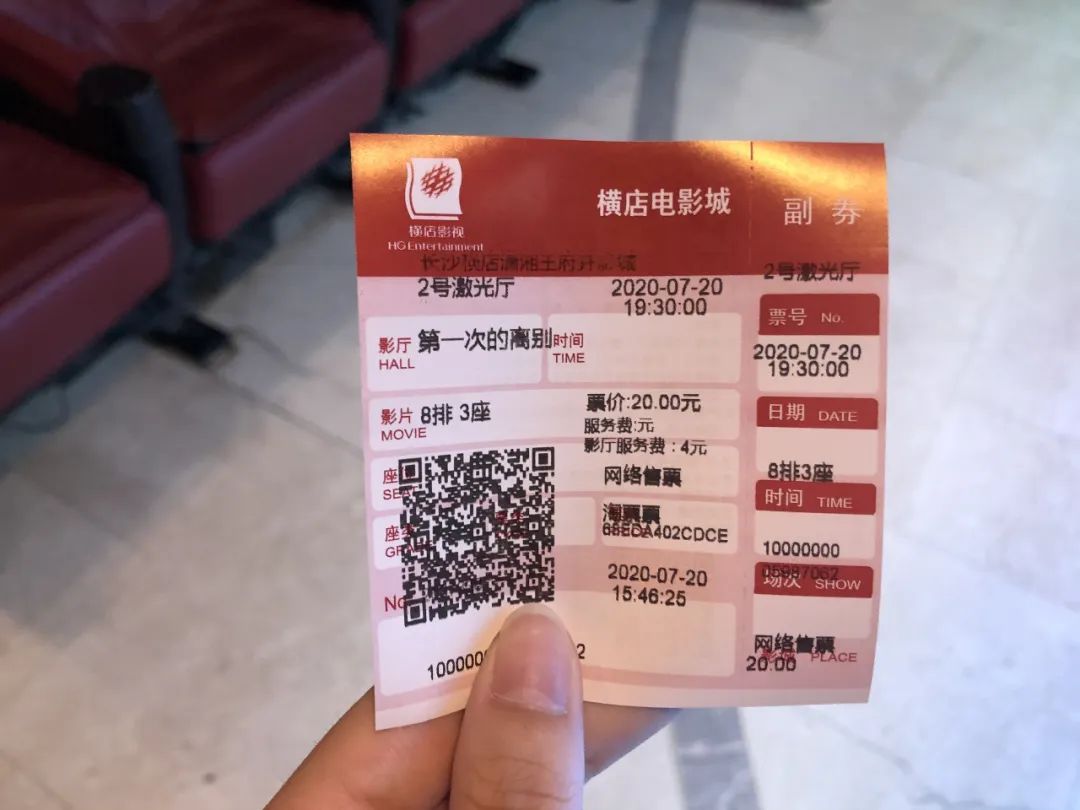 横店影视
HG Entertainment
横店电影城
副 券
2号激光厅
2020-07-20
19:30:00
2号激光厅
票号 No.
影厅
HALL
第一次的离别
时间
TIME
2020-07-20
19:30:00
影片
MOVIE
8排 3座
票价:20.00元
服务费:元
影厅服务费:4元
日期 DATE
网络售票
8排3座
时间 TIME
淘票票
68ECA402CDCE
10000000
05987062
场次 SHOW
2020-07-20
15:46:25
网络售票
PLACE
20.00